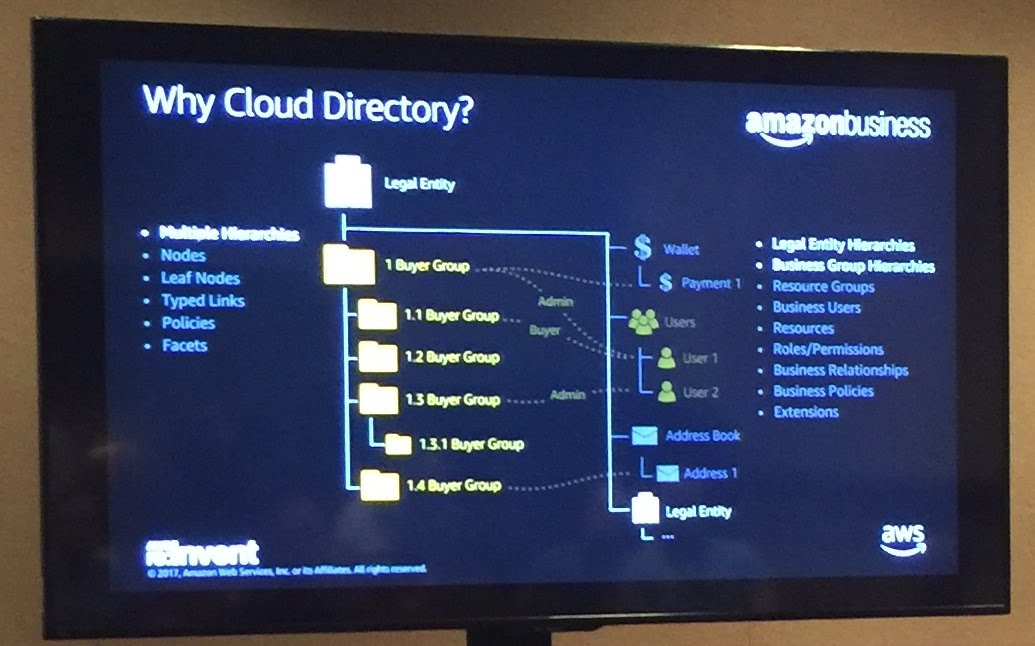 Why Cloud Directory?
amazonbusiness
Legal Entity
• Multiple Hierarchies
• Nodes
• Leaf Nodes
• Typed Links
• Policies
• Facets
1 Buyer Group
1.1 Buyer Group
1.2 Buyer Group
1.3 Buyer Group
1.3.1 Buyer Group
1.4 Buyer Group
Admin
Buyer
Admin
$ Wallet
$ Payment 1
Users
User 1
User 2
Address Book
Address 1
Legal Entity
...
• Legal Entity Hierarchies
• Business Group Hierarchies
• Resource Groups
• Business Users
• Resources
• Roles/Permissions
• Business Relationships
• Business Policies
• Extensions
re:Invent
© 2017, Amazon Web Services, Inc. or its Affiliates. All rights reserved.
aws